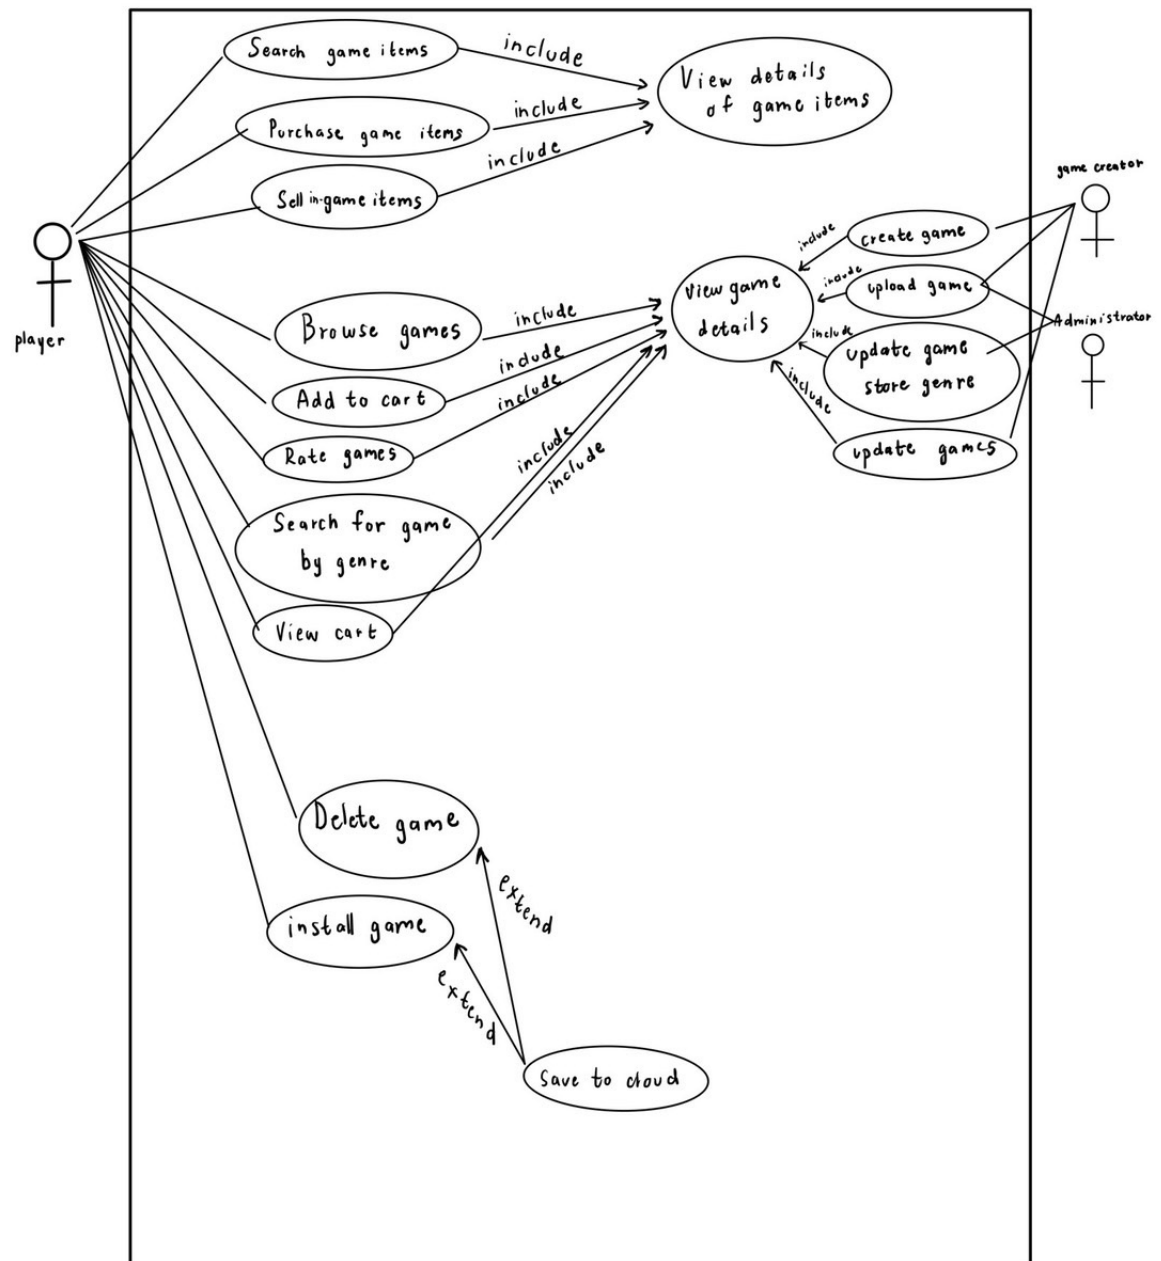 Search game items
include
View details
of game items
Purchase game items
include
Sell in-game items
include
player
game creator
create game
include
upload game
include
Administrator
update game
store genre
include
update games
include
View game
details
Browse games
include
Add to cart
include
Rate games
include
Search for game
by genre
include
View cart
include
Delete game
extend
install game
extend
Save to cloud